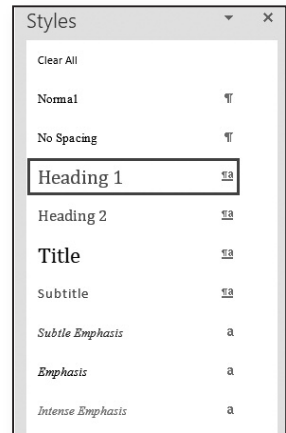 Styles
Clear All
Normal ¶
No Spacing ¶
Heading 1 ¶a
Heading 2 ¶a
Title ¶a
Subtitle ¶a
Subtle Emphasis a
Emphasis a
Intense Emphasis a